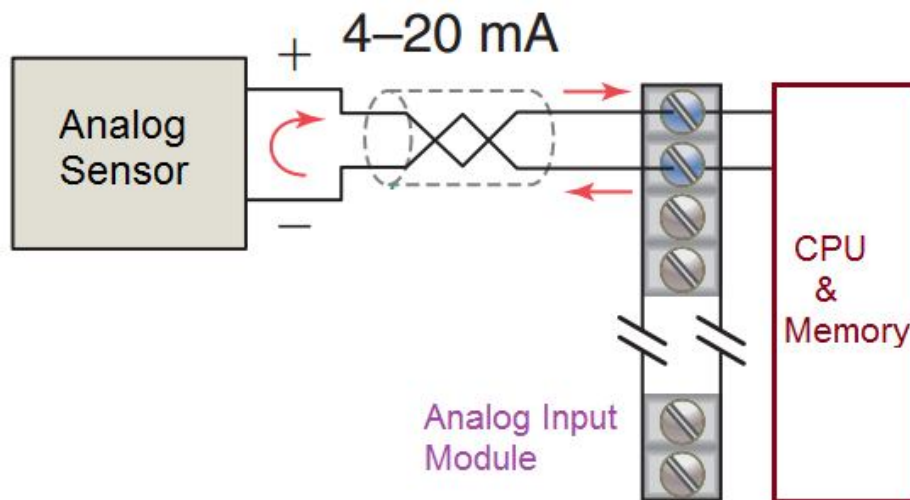 4–20 mA
+
Analog
Sensor
–
CPU
&
Memory
Analog Input
Module